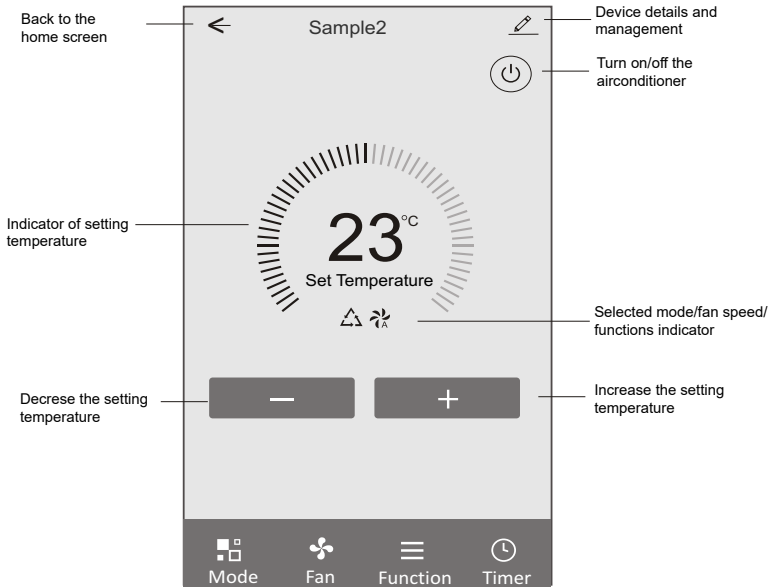 Back to the
home screen
Sample2
Device details and
management
Turn on/off the
airconditioner
Indicator of setting
temperature
23°C
Set Temperature
A
Selected mode/fan speed/
functions indicator
Decrese the setting
temperature
Increase the setting
temperature
Mode
Fan
Function
Timer